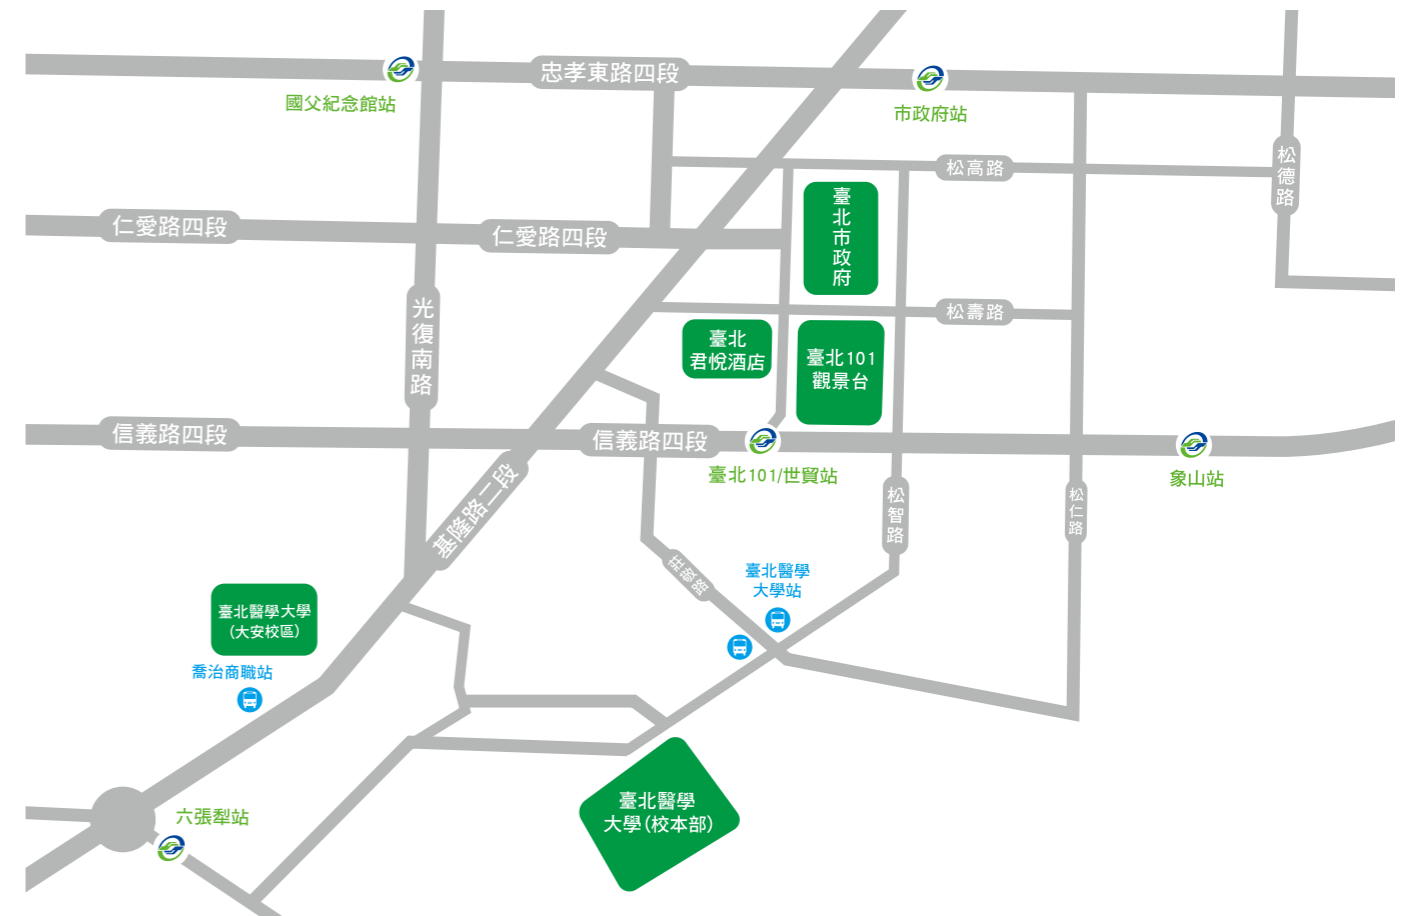 忠孝東路四段
國父紀念館站
市政府站
松高路
松德路
臺北市政府
仁愛路四段
仁愛路四段
光復南路
松壽路
臺北
君悅酒店
臺北101
觀景台
信義路四段
信義路四段
臺北101/世貿站
象山站
基隆路二段
松智路
松仁路
莊敬路
臺北醫學
大學站
臺北醫學大學
(大安校區)
喬治商職站
六張犁站
臺北醫學
大學(校本部)